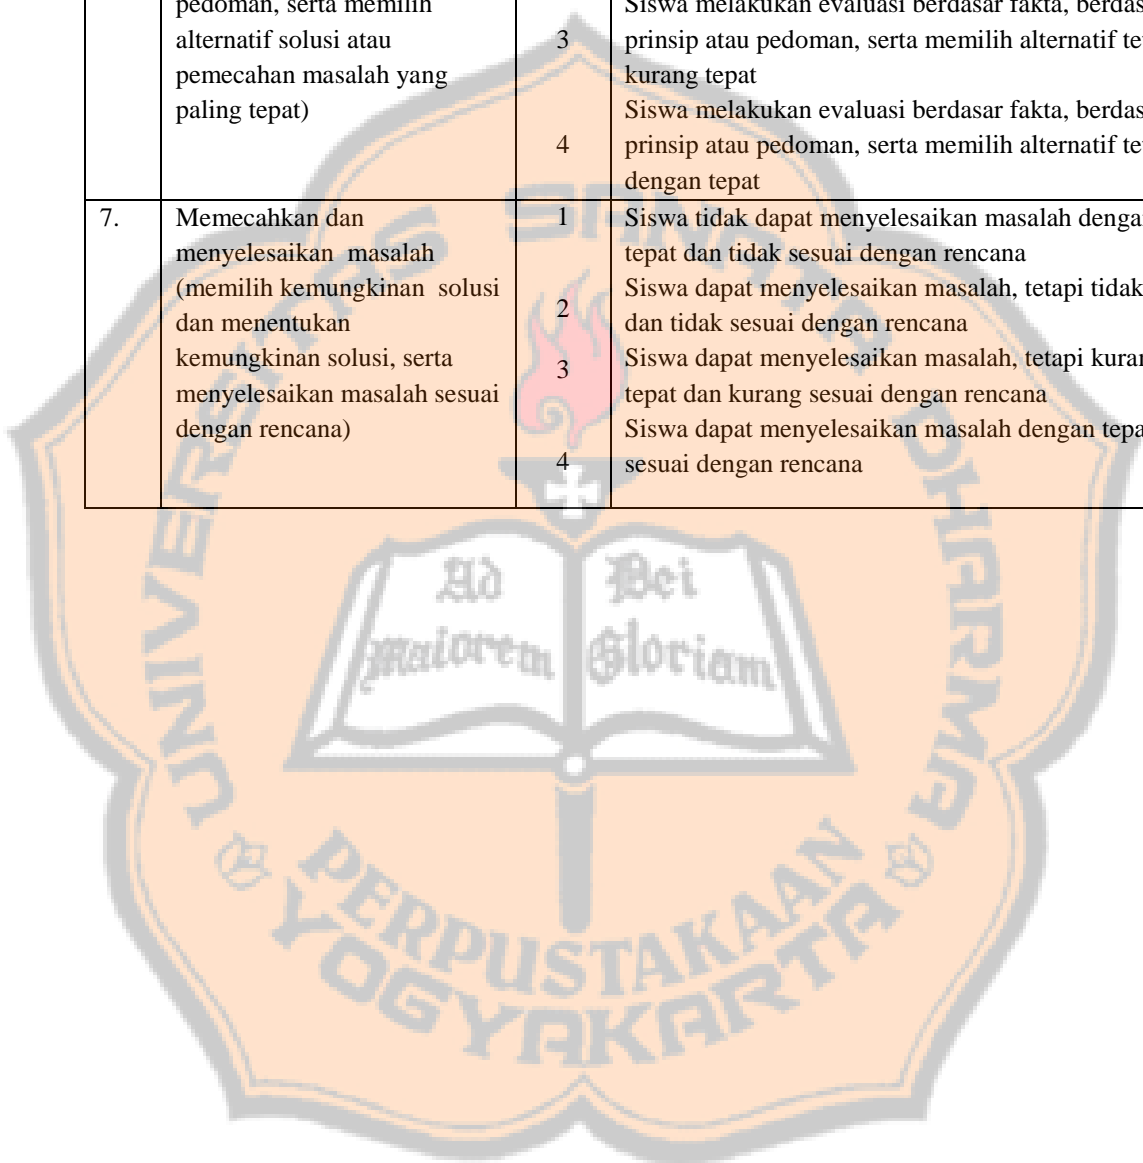 pedoman, serta memilih
alternatif solusi atau
pemecahan masalah yang
paling tepat)
Siswa melakukan evaluasi berdasar fakta, berdas
3 prinsip atau pedoman, serta memilih alternatif te
kurang tepat
Siswa melakukan evaluasi berdasar fakta, berdas
4 prinsip atau pedoman, serta memilih alternatif te
dengan tepat
7.
Memecahkan dan
menyelesaikan masalah
(memilih kemungkinan solusi
dan menentukan
kemungkinan solusi, serta
menyelesaikan masalah sesuai
dengan rencana)
1 Siswa tidak dapat menyelesaikan masalah dengan
tepat dan tidak sesuai dengan rencana
Siswa dapat menyelesaikan masalah, tetapi tidak
2 dan tidak sesuai dengan rencana
3 Siswa dapat menyelesaikan masalah, tetapi kuran
tepat dan kurang sesuai dengan rencana
Siswa dapat menyelesaikan masalah dengan tepa
4 sesuai dengan rencana
UNIVERSITAS SANATA DHARMA
Ad Dei
maiorem Gloriam
PERPUSTAKAAN
YOGYAKARTA